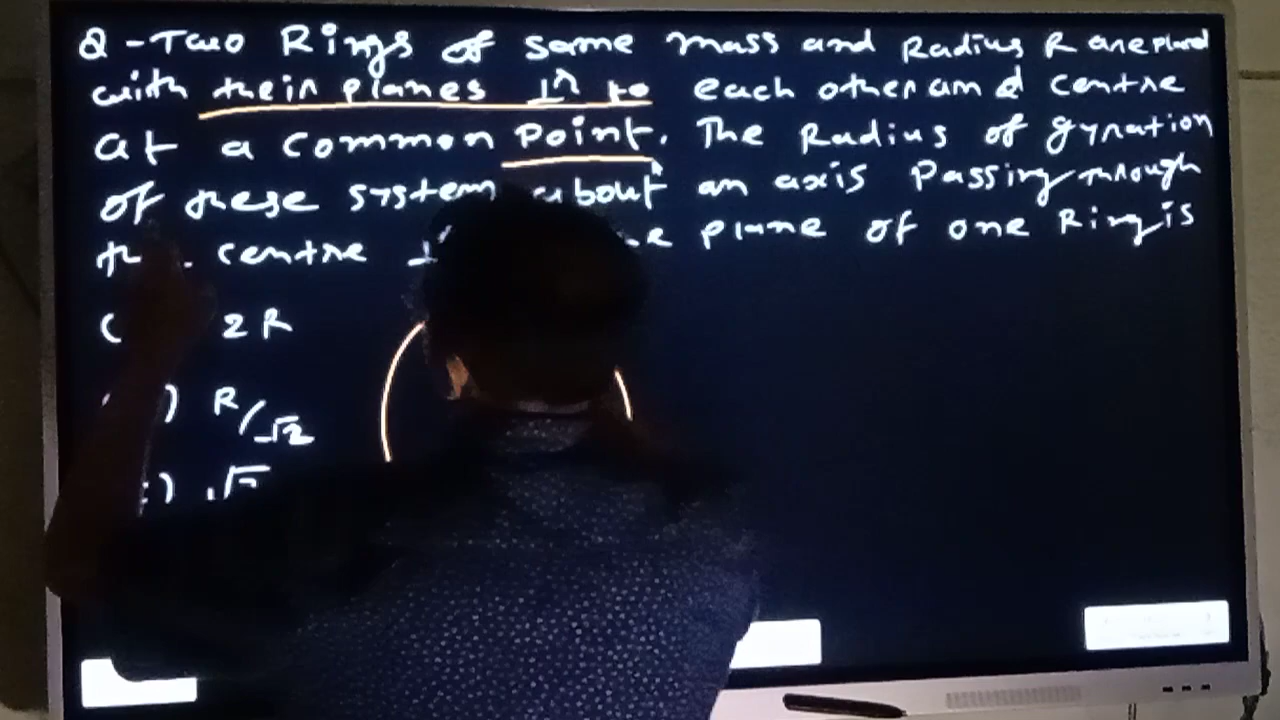 Q - Two Rings of same mass and Radius R are placed
with their planes ⊥r to each other and centre
at a common point. The Radius of gyration
of these system about an axis passing through
centre plane of one Ring is
( 2R
) R/√2
) √